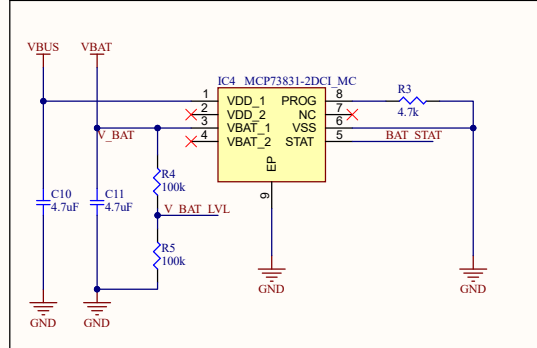 VBUS VBAT
IC4 MCP73831-2DCI_MC
1 VDD_1 PROG 8
2 VDD_2 NC 7
3 VBAT_1 VSS 6
4 VBAT_2 STAT 5
EP
9
R3
4.7k
V_BAT
BAT_STAT
R4
100k
C10
4.7uF
C11
4.7uF
V_BAT_LVL
R5
100k
GND
GND
GND
GND